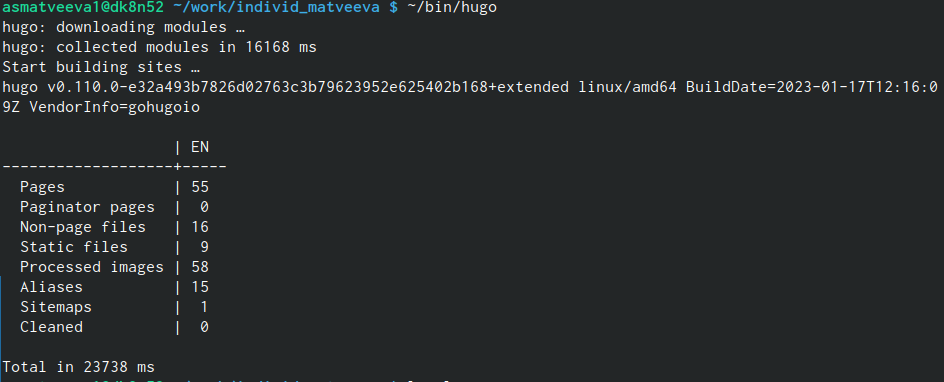 asmatveeva1@dk8n52 ~/work/individ_matveeva $ ~/bin/hugo
hugo: downloading modules …
hugo: collected modules in 16168 ms
Start building sites …
hugo v0.110.0-e32a493b7826d02763c3b79623952e625402b168+extended linux/amd64 BuildDate=2023-01-17T12:16:0
9Z VendorInfo=gohugoio
                   | EN
-------------------+-----
  Pages            | 55
  Paginator pages  |  0
  Non-page files   | 16
  Static files     |  9
  Processed images | 58
  Aliases          | 15
  Sitemaps         |  1
  Cleaned          |  0
Total in 23738 ms